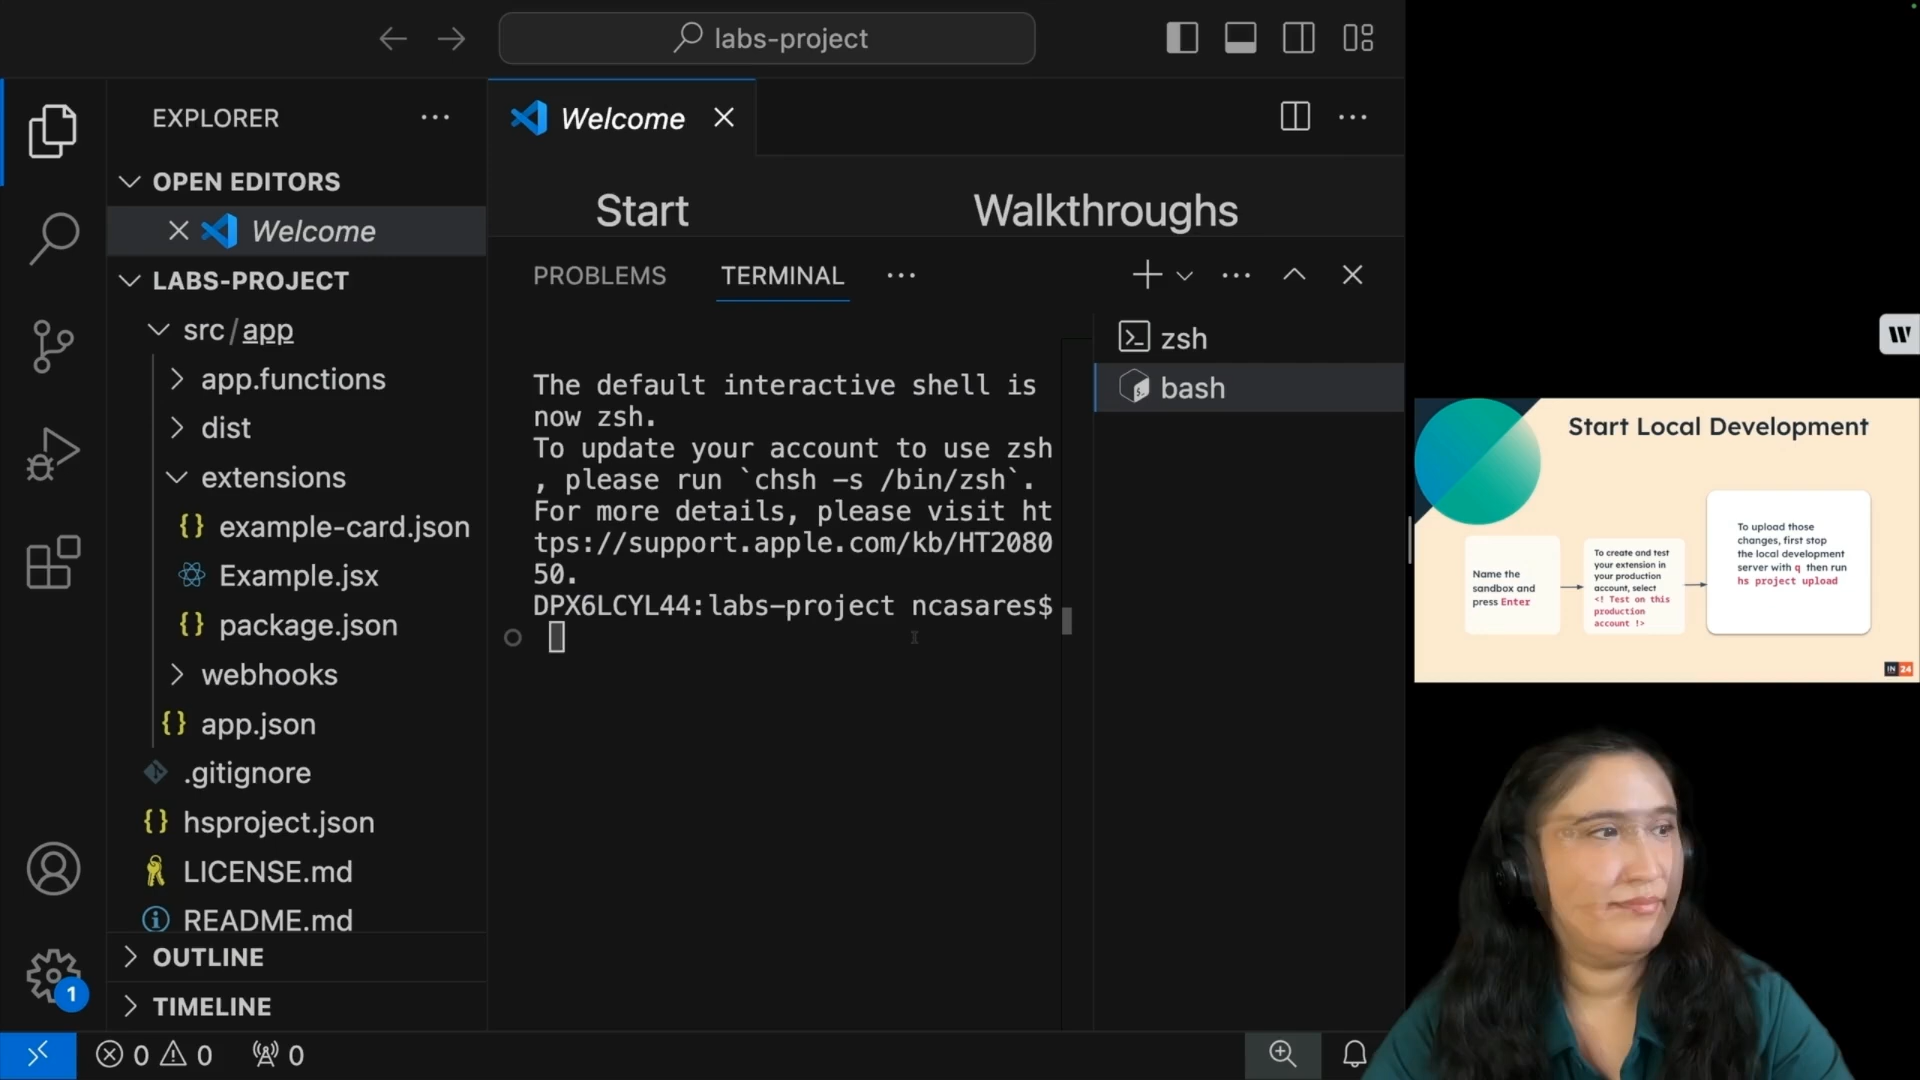 labs-project
EXPLORER
OPEN EDITORS
Welcome
LABS-PROJECT
src/app
app.functions
dist
extensions
{} example-card.json
Example.jsx
{} package.json
webhooks
{} app.json
.gitignore
{} hsproject.json
LICENSE.md
README.md
OUTLINE
TIMELINE
1
0 0 0
Welcome
Start
Walkthroughs
PROBLEMS
TERMINAL
zsh
bash
The default interactive shell is
now zsh.
To update your account to use zsh
, please run `chsh -s /bin/zsh`.
For more details, please visit ht
tps://support.apple.com/kb/HT2080
50.
DPX6LCYL44:labs-project ncasares$
W
Start Local Development
Name the
sandbox and
press Enter
To create and test
your extension in
your production
account, select
<! Test on this
production
account !>
To upload those
changes, first stop
the local development
server with q then run
hs project upload
IN 24